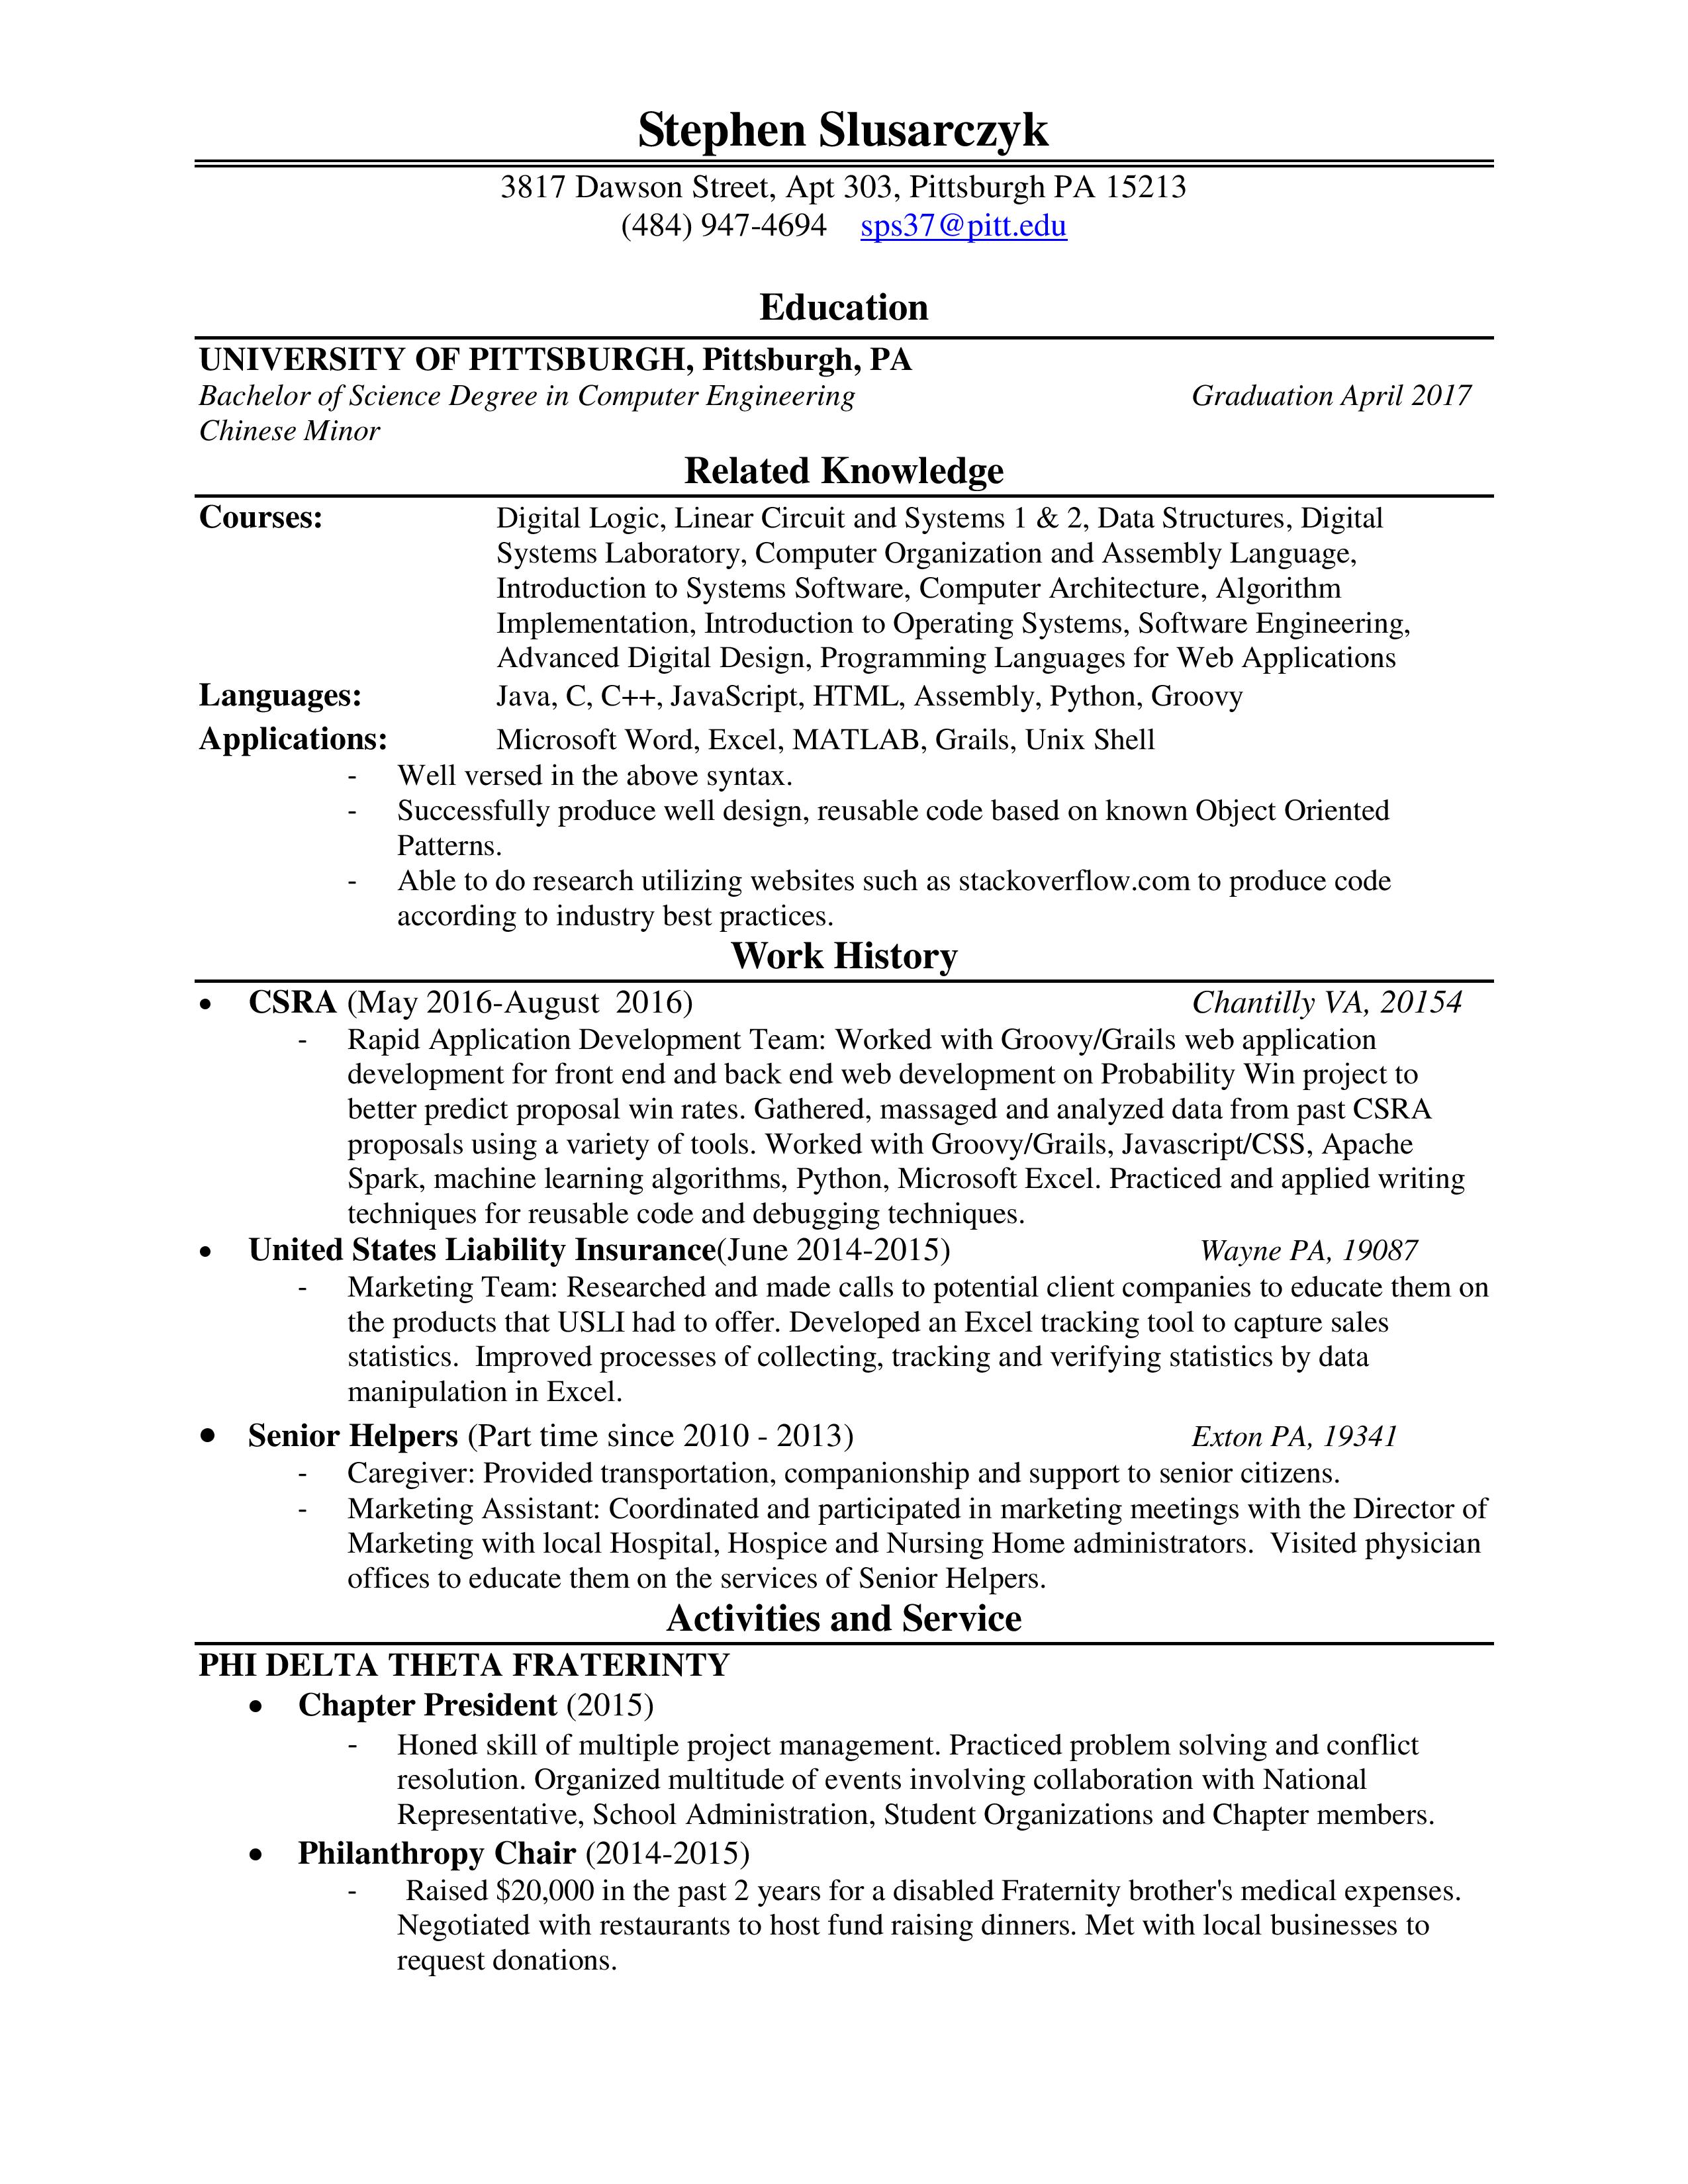 Stephen Slusarczyk
3817 Dawson Street, Apt 303, Pittsburgh PA 15213
(484) 947-4694 sps37@pitt.edu
Education
UNIVERSITY OF PITTSBURGH, Pittsburgh, PA
Bachelor of Science Degree in Computer Engineering Graduation April 2017
Chinese Minor
Related Knowledge
Courses: Digital Logic, Linear Circuit and Systems 1 & 2, Data Structures, Digital
Systems Laboratory, Computer Organization and Assembly Language,
Introduction to Systems Software, Computer Architecture, Algorithm
Implementation, Introduction to Operating Systems, Software Engineering,
Advanced Digital Design, Programming Languages for Web Applications
Languages: Java, C, C++, JavaScript, HTML, Assembly, Python, Groovy
Applications: Microsoft Word, Excel, MATLAB, Grails, Unix Shell
- Well versed in the above syntax.
- Successfully produce well design, reusable code based on known Object Oriented
Patterns.
- Able to do research utilizing websites such as stackoverflow.com to produce code
according to industry best practices.
Work History
• CSRA (May 2016-August 2016) Chantilly VA, 20154
- Rapid Application Development Team: Worked with Groovy/Grails web application
development for front end and back end web development on Probability Win project to
better predict proposal win rates. Gathered, massaged and analyzed data from past CSRA
proposals using a variety of tools. Worked with Groovy/Grails, Javascript/CSS, Apache
Spark, machine learning algorithms, Python, Microsoft Excel. Practiced and applied writing
techniques for reusable code and debugging techniques.
• United States Liability Insurance(June 2014-2015) Wayne PA, 19087
- Marketing Team: Researched and made calls to potential client companies to educate them on
the products that USLI had to offer. Developed an Excel tracking tool to capture sales
statistics. Improved processes of collecting, tracking and verifying statistics by data
manipulation in Excel.
• Senior Helpers (Part time since 2010 - 2013) Exton PA, 19341
- Caregiver: Provided transportation, companionship and support to senior citizens.
- Marketing Assistant: Coordinated and participated in marketing meetings with the Director of
Marketing with local Hospital, Hospice and Nursing Home administrators. Visited physician
offices to educate them on the services of Senior Helpers.
Activities and Service
PHI DELTA THETA FRATERINTY
• Chapter President (2015)
- Honed skill of multiple project management. Practiced problem solving and conflict
resolution. Organized multitude of events involving collaboration with National
Representative, School Administration, Student Organizations and Chapter members.
• Philanthropy Chair (2014-2015)
- Raised $20,000 in the past 2 years for a disabled Fraternity brother's medical expenses.
Negotiated with restaurants to host fund raising dinners. Met with local businesses to
request donations.